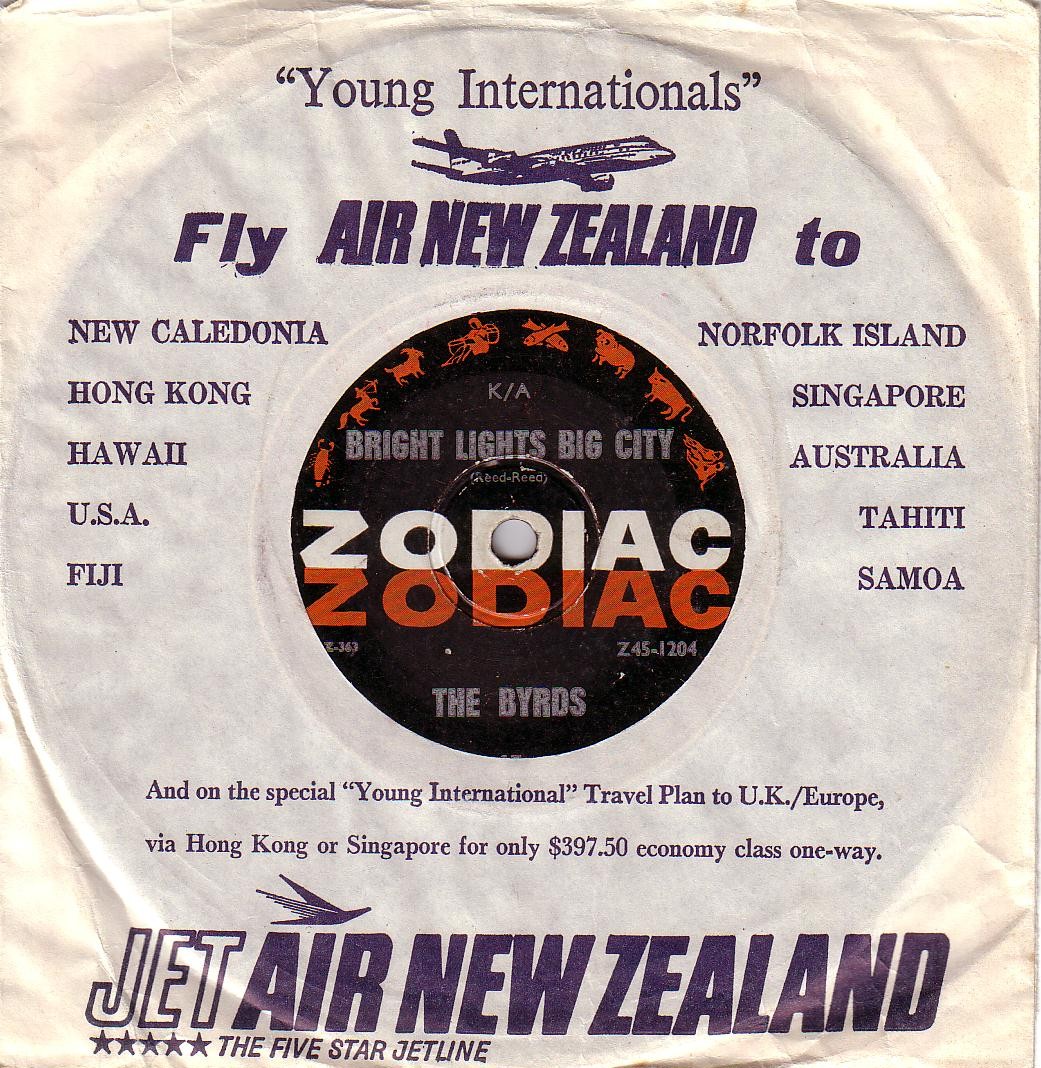 “Young Internationals”
Fly AIR NEW ZEALAND to
NEW CALEDONIA
HONG KONG
HAWAII
U.S.A.
FIJI
NORFOLK ISLAND
SINGAPORE
AUSTRALIA
TAHITI
SAMOA
K/A
BRIGHT LIGHTS BIG CITY
(Reed-Reed)
ZODIAC
ZODIAC
Z45-1204
THE BYRDS
And on the special “Young International” Travel Plan to U.K./Europe,
via Hong Kong or Singapore for only $397.50 economy class one-way.
JET AIR NEW ZEALAND
★★★★★ THE FIVE STAR JETLINE